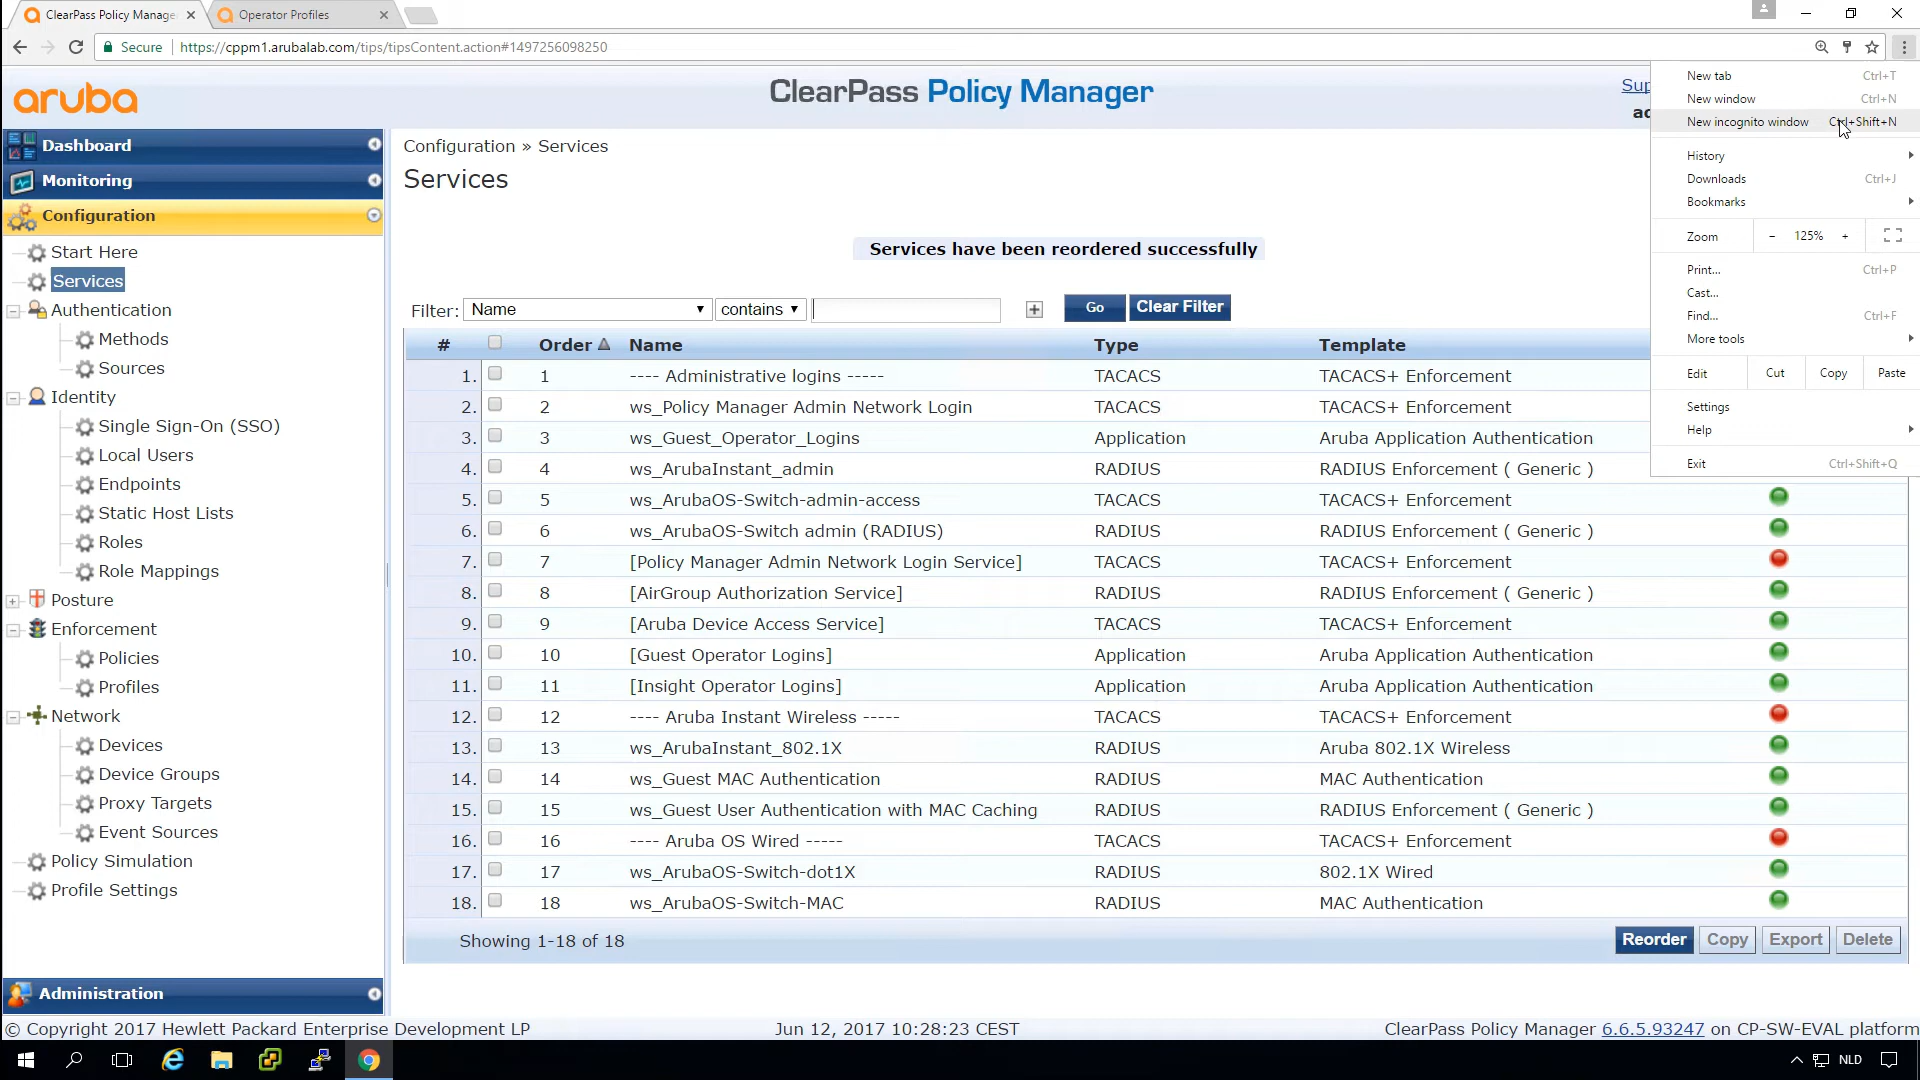 ClearPass Policy Manage
Operator Profiles
Secure
https://cppm1.arubalab.com/tips/tipsContent.action#1497256098250
aruba
ClearPass Policy Manager
Sup
ad
New tab Ctrl+T
New window Ctrl+N
New incognito window Ctrl+Shift+N
History
Downloads Ctrl+J
Bookmarks
Zoom - 125% +
Print... Ctrl+P
Cast...
Find... Ctrl+F
More tools
Edit Cut Copy Paste
Settings
Help
Exit Ctrl+Shift+Q
Dashboard
Monitoring
Configuration
Start Here
Services
Authentication
Methods
Sources
Identity
Single Sign-On (SSO)
Local Users
Endpoints
Static Host Lists
Roles
Role Mappings
Posture
Enforcement
Policies
Profiles
Network
Devices
Device Groups
Proxy Targets
Event Sources
Policy Simulation
Profile Settings
Administration
Configuration » Services
Services
Services have been reordered successfully
Filter: Name contains + Go Clear Filter
# Order Name Type Template
1. 1 ---- Administrative logins ----- TACACS TACACS+ Enforcement
2. 2 ws_Policy Manager Admin Network Login TACACS TACACS+ Enforcement
3. 3 ws_Guest_Operator_Logins Application Aruba Application Authentication
4. 4 ws_ArubaInstant_admin RADIUS RADIUS Enforcement ( Generic )
5. 5 ws_ArubaOS-Switch-admin-access TACACS TACACS+ Enforcement
6. 6 ws_ArubaOS-Switch admin (RADIUS) RADIUS RADIUS Enforcement ( Generic )
7. 7 [Policy Manager Admin Network Login Service] TACACS TACACS+ Enforcement
8. 8 [AirGroup Authorization Service] RADIUS RADIUS Enforcement ( Generic )
9. 9 [Aruba Device Access Service] TACACS TACACS+ Enforcement
10. 10 [Guest Operator Logins] Application Aruba Application Authentication
11. 11 [Insight Operator Logins] Application Aruba Application Authentication
12. 12 ---- Aruba Instant Wireless ----- TACACS TACACS+ Enforcement
13. 13 ws_ArubaInstant_802.1X RADIUS Aruba 802.1X Wireless
14. 14 ws_Guest MAC Authentication RADIUS MAC Authentication
15. 15 ws_Guest User Authentication with MAC Caching RADIUS RADIUS Enforcement ( Generic )
16. 16 ---- Aruba OS Wired ----- TACACS TACACS+ Enforcement
17. 17 ws_ArubaOS-Switch-dot1X RADIUS 802.1X Wired
18. 18 ws_ArubaOS-Switch-MAC RADIUS MAC Authentication
Showing 1-18 of 18
Reorder Copy Export Delete
© Copyright 2017 Hewlett Packard Enterprise Development LP
Jun 12, 2017 10:28:23 CEST
ClearPass Policy Manager 6.6.5.93247 on CP-SW-EVAL platform
NLD